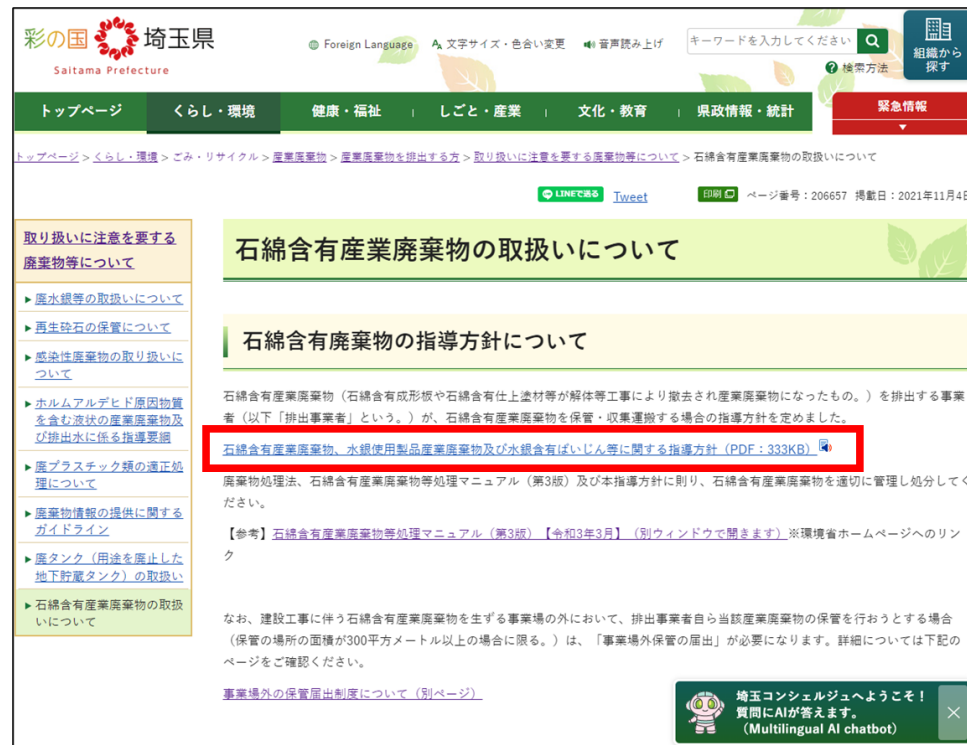 彩の国 埼玉県
Saitama Prefecture
Foreign Language
文字サイズ・色合い変更
音声読み上げ
キーワードを入力してください
検索方法
組織から
探す
トップページ
くらし・環境
健康・福祉
しごと・産業
文化・教育
県政情報・統計
緊急情報
トップページ > くらし・環境 > ごみ・リサイクル > 産業廃棄物 > 産業廃棄物を排出する方 > 取り扱いに注意を要する廃棄物等について > 石綿含有産業廃棄物の取扱いについて
LINEで送る Tweet 印刷 ページ番号：206657 掲載日：2021年11月4日
取り扱いに注意を要する
廃棄物等について
廃水銀等の取扱いについて
再生砕石の保管について
感染性廃棄物の取り扱いに
ついて
ホルムアルデヒド原因物質
を含む液状の産業廃棄物及
び排出水に係る指導要綱
廃プラスチック類の適正処
理について
廃棄物情報の提供に関する
ガイドライン
廃タンク（用途を廃止した
地下貯蔵タンク）の取扱い
石綿含有産業廃棄物の取扱
いについて
石綿含有産業廃棄物の取扱いについて
石綿含有廃棄物の指導方針について
石綿含有産業廃棄物（石綿含有成形板や石綿含有仕上塗材等が解体等工事により撤去され産業廃棄物になったもの。）を排出する事業
者（以下「排出事業者」という。）が、石綿含有産業廃棄物を保管・収集運搬する場合の指導方針を定めました。
石綿含有産業廃棄物、水銀使用製品産業廃棄物及び水銀含有ばいじん等に関する指導方針（PDF：333KB）
廃棄物処理法、石綿含有産業廃棄物等処理マニュアル（第3版）及び本指導方針に則り、石綿含有産業廃棄物を適切に管理し処分してく
ださい。
【参考】石綿含有産業廃棄物等処理マニュアル（第3版）【令和3年3月】（別ウィンドウで開きます）※環境省ホームページへのリン
ク
なお、建設工事に伴う石綿含有産業廃棄物を生ずる事業場の外において、排出事業者自ら当該産業廃棄物の保管を行おうとする場合
（保管の場所の面積が300平方メートル以上の場合に限る。）は、「事業場外保管の届出」が必要になります。詳細については下記の
ページをご確認ください。
事業場外の保管届出制度について（別ページ）
埼玉コンシェルジュへようこそ！
質問にAIが答えます。
（Multilingual AI chatbot）